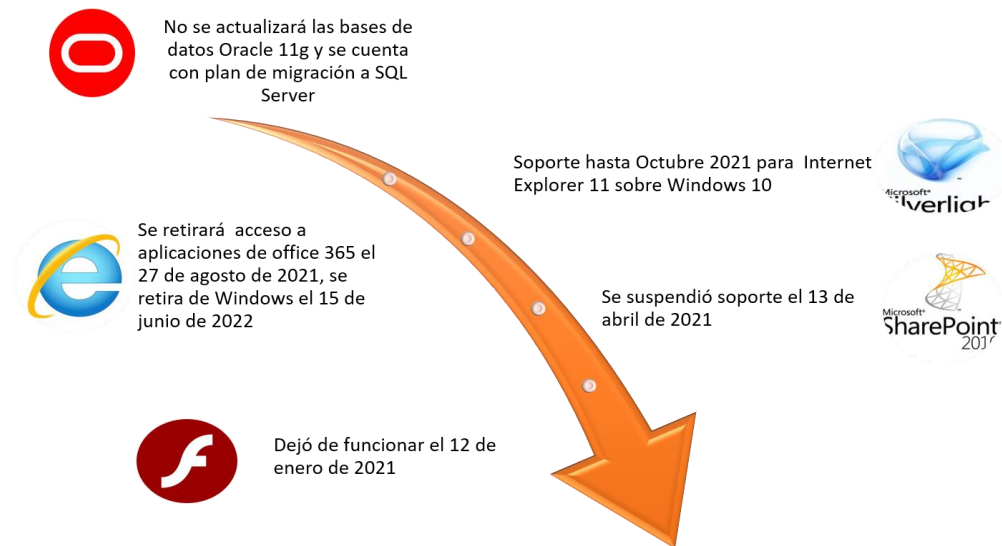 No se actualizará las bases de
datos Oracle 11g y se cuenta
con plan de migración a SQL
Server
Soporte hasta Octubre 2021 para Internet
Explorer 11 sobre Windows 10
Microsoft®
ilverligh
Se retirará acceso a
aplicaciones de office 365 el
27 de agosto de 2021, se
retira de Windows el 15 de
junio de 2022
Se suspendió soporte el 13 de
abril de 2021
Microsoft®
SharePoint
Dejó de funcionar el 12 de
enero de 2021